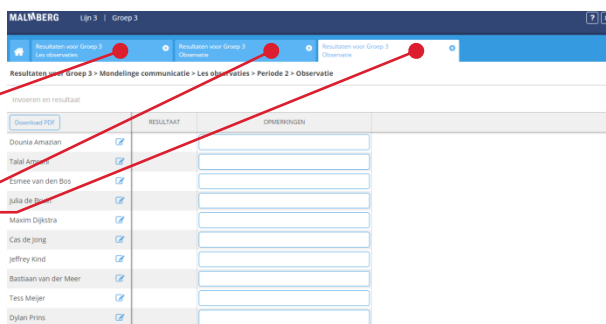 MALMBERG Lijn 3 | Groep 3 ?
Resultaten voor Groep 3
Les observaties
Resultaten voor Groep 3
Observatie
Resultaten voor Groep 3
Observatie
Resultaten voor Groep 3 > Mondelinge communicatie > Les observaties > Periode 2 > Observatie
Invoeren en resultaat
Download PDF RESULTAAT OPMERKINGEN
Dounia Amazian
Talal
Esmee van den Bos
Julia de
Maxim Dijkstra
Cas de Jong
Jeffrey Kind
Bastiaan van der Meer
Tess Meijer
Dylan Prins